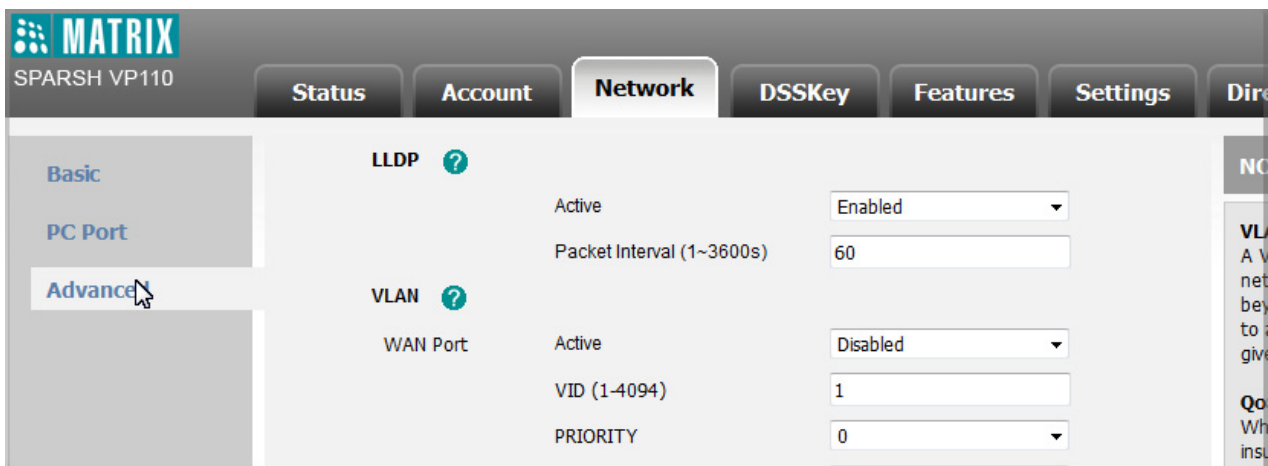 MATRIX
SPARSH VP110
Status Account Network DSSKey Features Settings
Basic
PC Port
Advanced
LLDP ?
Active Enabled
Packet Interval (1~3600s) 60
VLAN ?
WAN Port Active Disabled
VID (1-4094) 1
PRIORITY 0
A
to